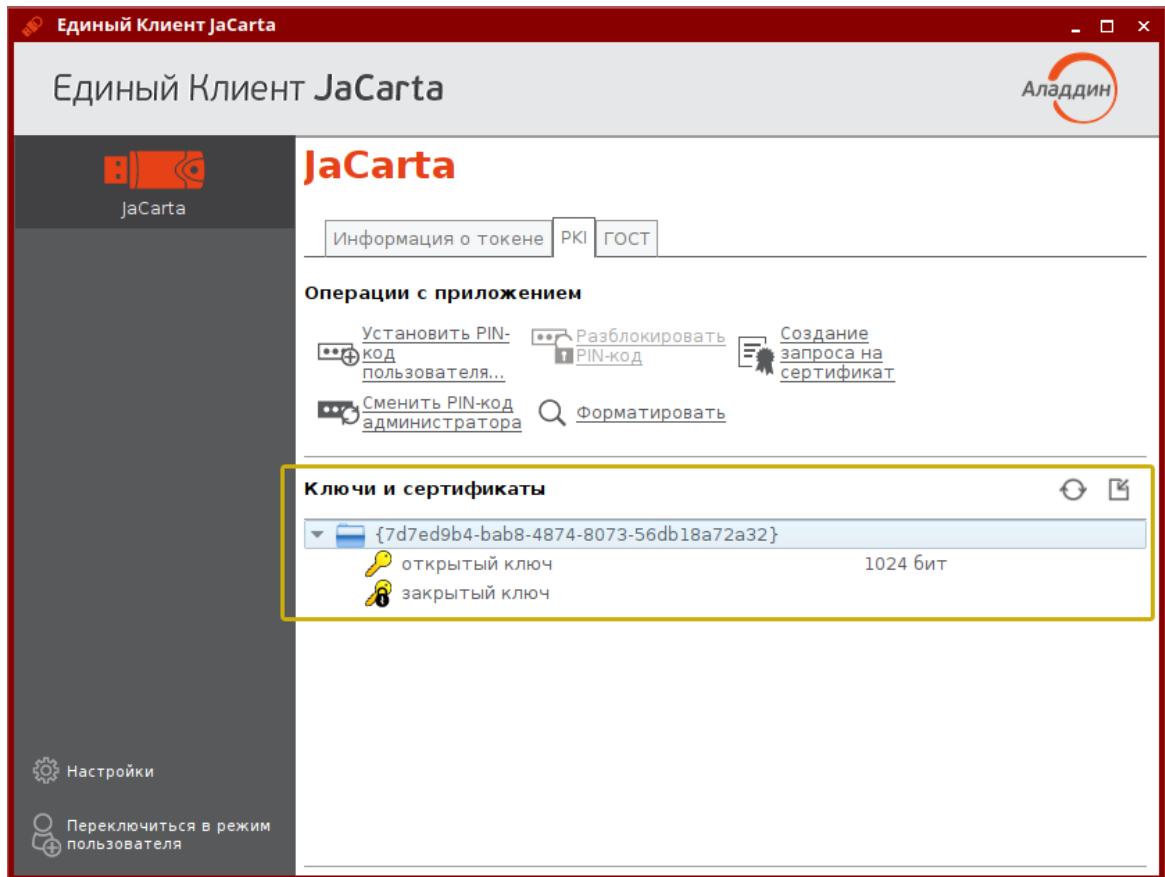 Единый Клиент JaCarta
Единый Клиент JaCarta
Аладдин
JaCarta
JaCarta
Информация о токене PKI ГОСТ
Операции с приложением
Установить PIN-
код
пользователя...
Разблокировать
PIN-код
Создание
запроса на
сертификат
Сменить PIN-код
администратора
Форматировать
Ключи и сертификаты
{7d7ed9b4-bab8-4874-8073-56db18a72a32}
открытый ключ 1024 бит
закрытый ключ
Настройки
Переключиться в режим
пользователя